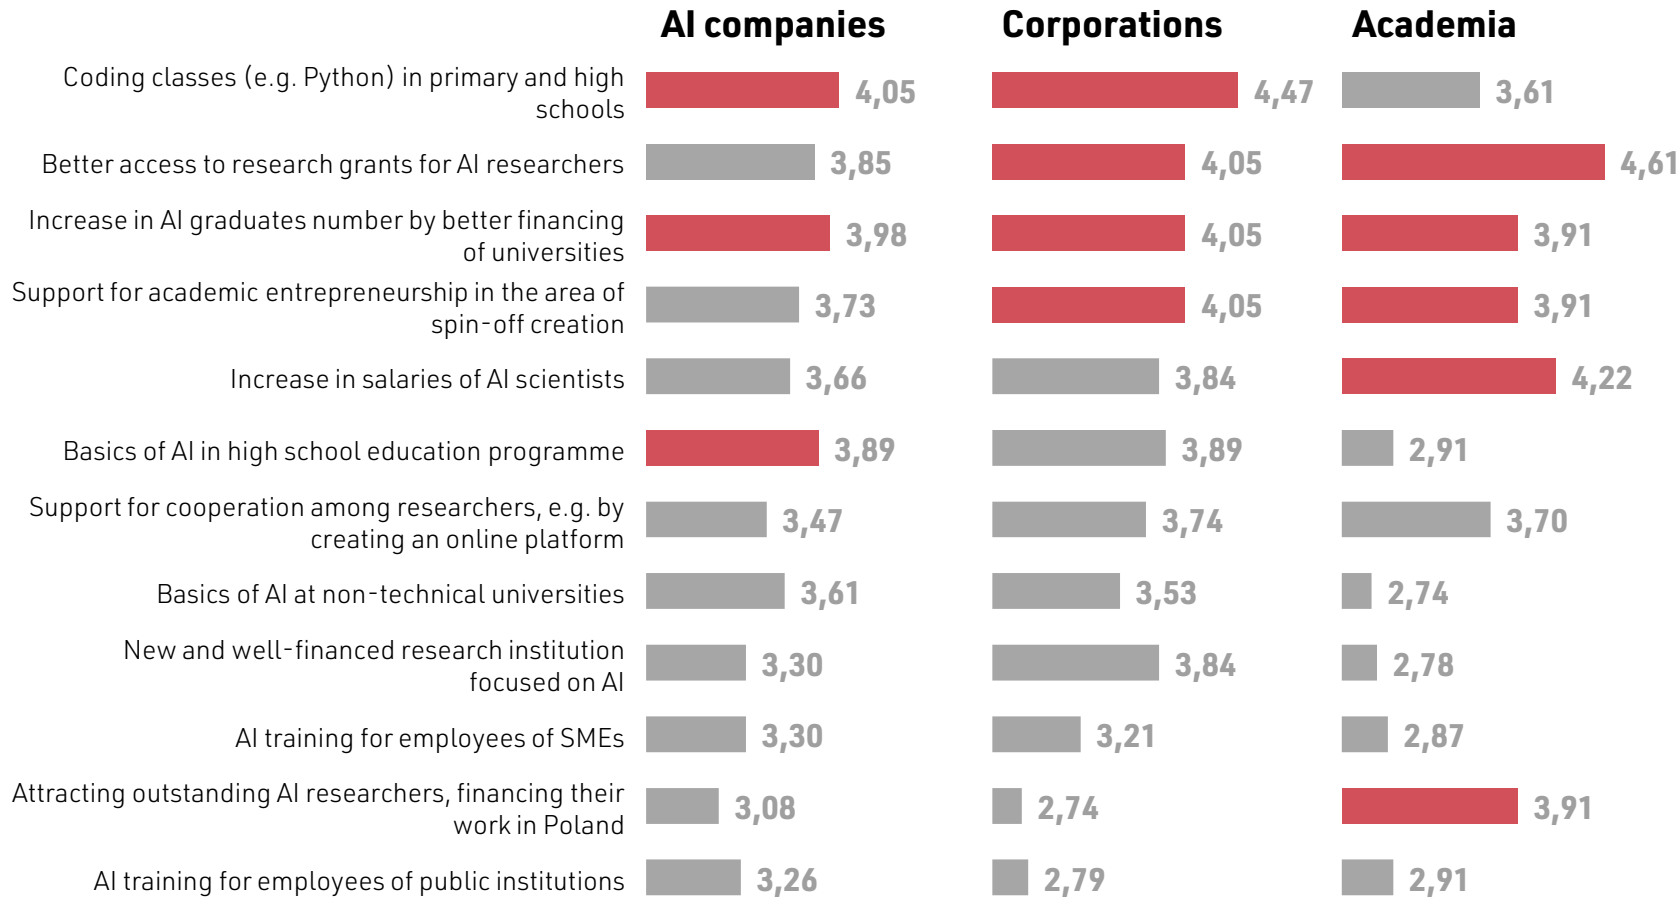 AI companies Corporations Academia
Coding classes (e.g. Python) in primary and high
schools
4,05 4,47 3,61
Better access to research grants for AI researchers 3,85 4,05 4,61
Increase in AI graduates number by better financing
of universities
3,98 4,05 3,91
Support for academic entrepreneurship in the area of
spin-off creation
3,73 4,05 3,91
Increase in salaries of AI scientists 3,66 3,84 4,22
Basics of AI in high school education programme 3,89 3,89 2,91
Support for cooperation among researchers, e.g. by
creating an online platform
3,47 3,74 3,70
Basics of AI at non-technical universities 3,61 3,53 2,74
New and well-financed research institution
focused on AI
3,30 3,84 2,78
AI training for employees of SMEs 3,30 3,21 2,87
Attracting outstanding AI researchers, financing their
work in Poland
3,08 2,74 3,91
AI training for employees of public institutions 3,26 2,79 2,91